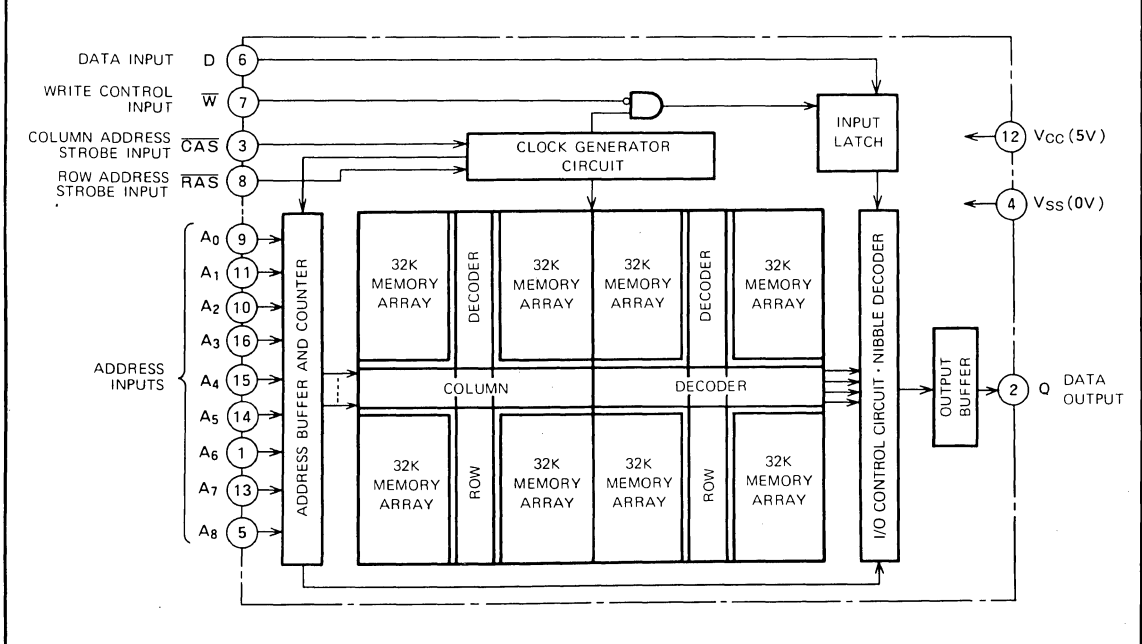 DATA INPUT D 6
WRITE CONTROL
INPUT W̅ 7
COLUMN ADDRESS
STROBE INPUT C̅A̅S̅ 3
ROW ADDRESS
STROBE INPUT R̅A̅S̅ 8
ADDRESS
INPUTS
A0 9
A1 11
A2 10
A3 16
A4 15
A5 14
A6 1
A7 13
A8 5
CLOCK GENERATOR
CIRCUIT
INPUT
LATCH
12 VCC (5V)
4 VSS (0V)
ADDRESS BUFFER AND COUNTER
32K
MEMORY
ARRAY
DECODER
32K
MEMORY
ARRAY
32K
MEMORY
ARRAY
DECODER
32K
MEMORY
ARRAY
COLUMN DECODER
32K
MEMORY
ARRAY
ROW
32K
MEMORY
ARRAY
32K
MEMORY
ARRAY
ROW
32K
MEMORY
ARRAY
I/O CONTROL CIRCUIT · NIBBLE DECODER
OUTPUT
BUFFER
2 Q DATA
OUTPUT